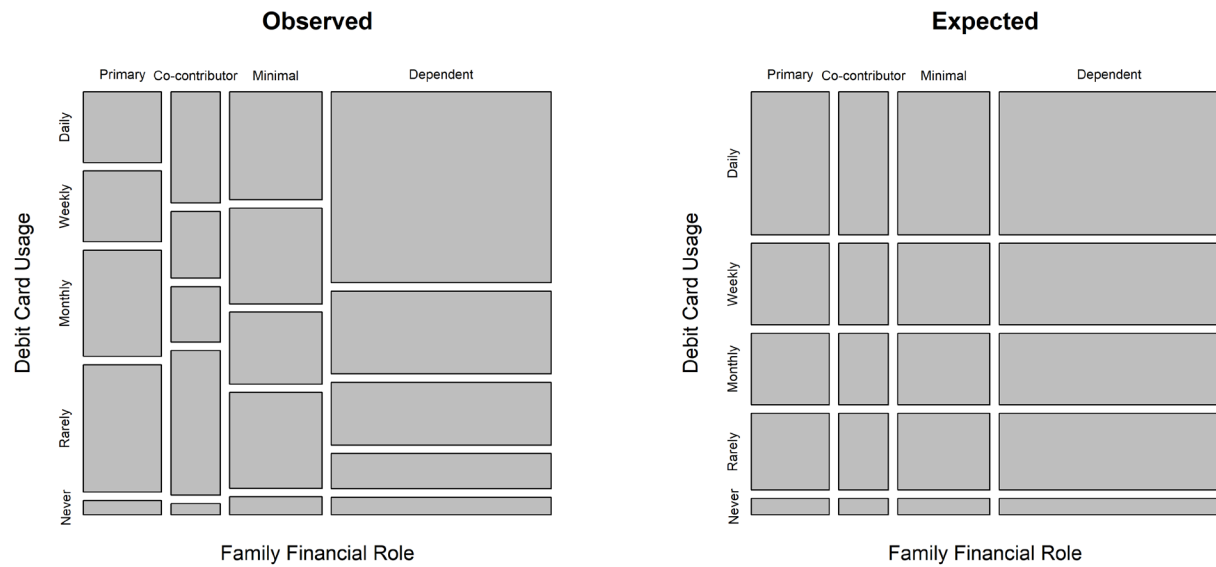 Observed
Primary Co-contributor Minimal Dependent
Daily
Weekly
Monthly
Rarely
Never
Debit Card Usage
Family Financial Role
Expected
Primary Co-contributor Minimal Dependent
Daily
Weekly
Monthly
Rarely
Never
Debit Card Usage
Family Financial Role